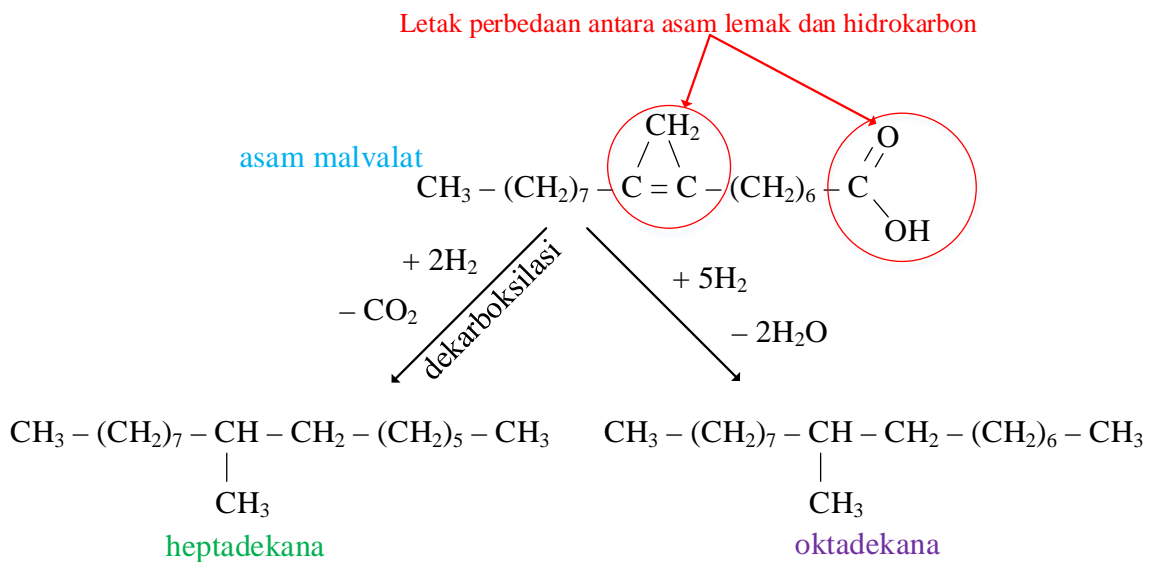 Letak perbedaan antara asam lemak dan hidrokarbon
CH₂
O
asam malvalat
CH₃ – (CH₂)₇ – C = C – (CH₂)₆ – C
OH
+ 2H₂
– CO₂
dekarboksilasi
+ 5H₂
– 2H₂O
CH₃ – (CH₂)₇ – CH – CH₂ – (CH₂)₅ – CH₃
CH₃
heptadekana
CH₃ – (CH₂)₇ – CH – CH₂ – (CH₂)₆ – CH₃
CH₃
oktadekana